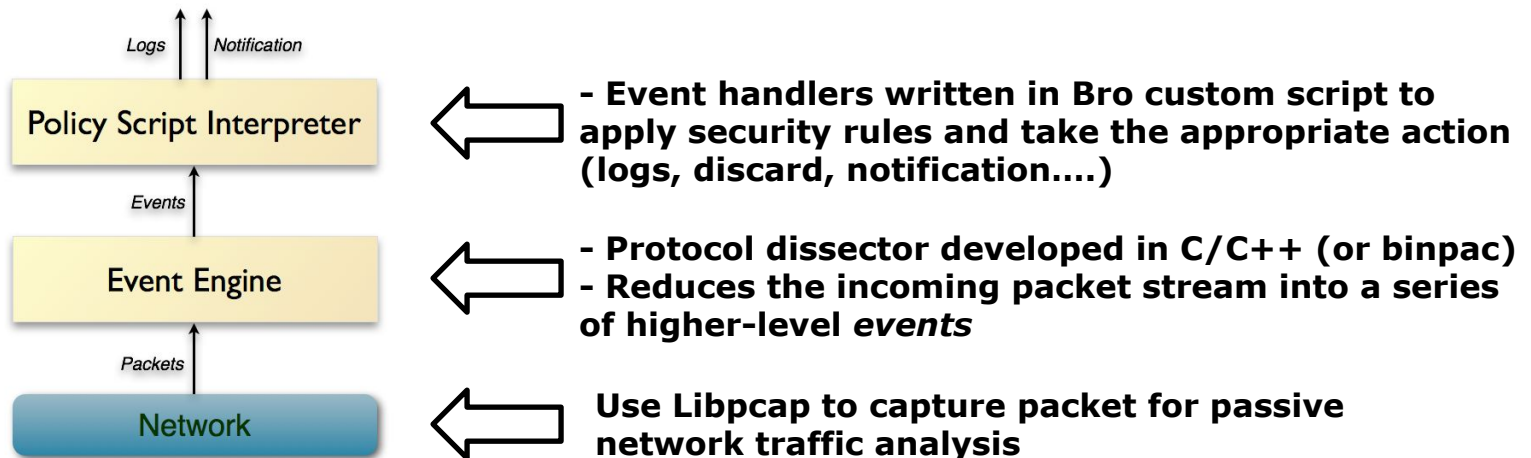 Logs Notification
Policy Script Interpreter
- Event handlers written in Bro custom script to
apply security rules and take the appropriate action
(logs, discard, notification....)
Events
Event Engine
- Protocol dissector developed in C/C++ (or binpac)
- Reduces the incoming packet stream into a series
of higher-level events
Packets
Network
Use Libpcap to capture packet for passive
network traffic analysis